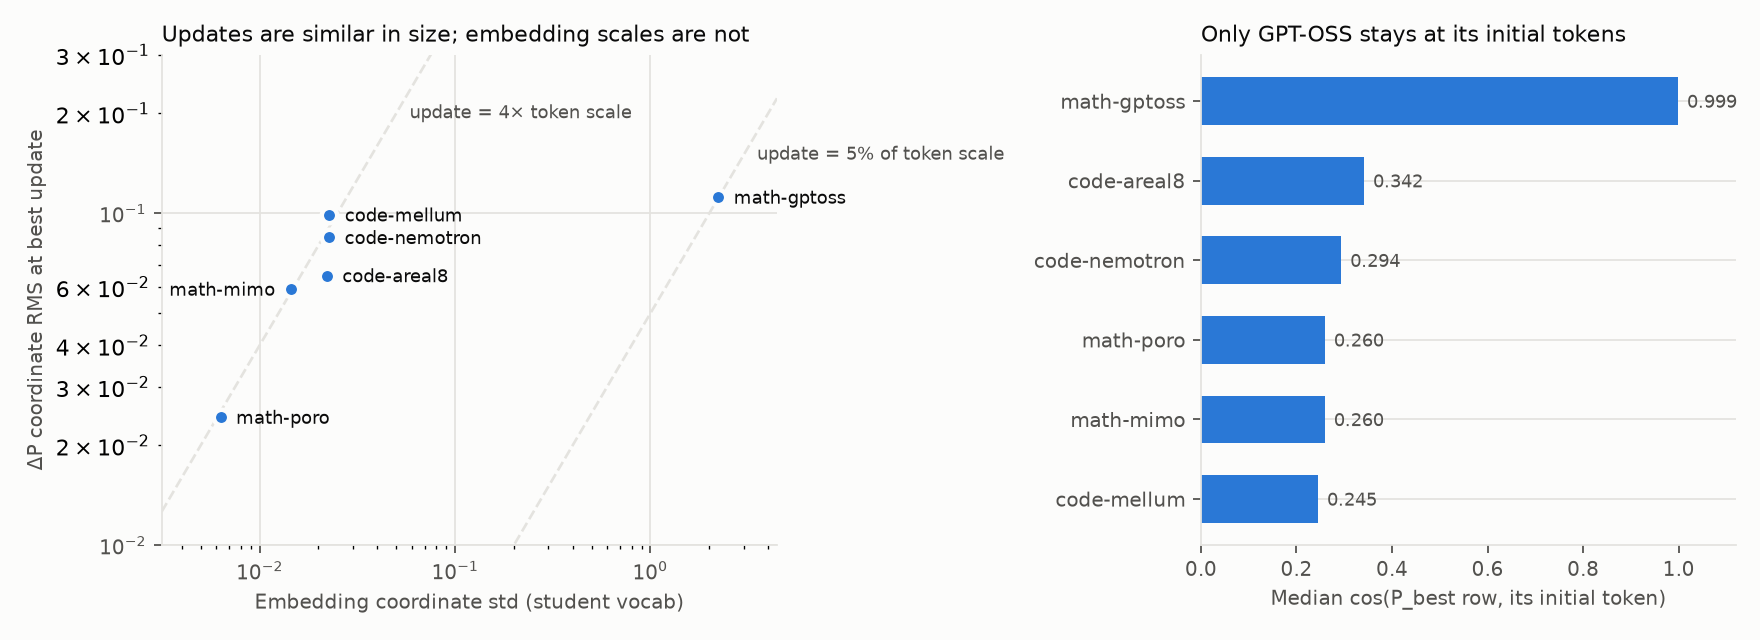 Updates are similar in size; embedding scales are not
3 × 10⁻¹
2 × 10⁻¹
10⁻¹
6 × 10⁻²
4 × 10⁻²
3 × 10⁻²
2 × 10⁻²
10⁻²
ΔP coordinate RMS at best update
update = 4× token scale
update = 5% of token scale
math-gptoss
code-mellum
code-nemotron
code-areal8
math-mimo
math-poro
10⁻²
10⁻¹
10⁰
Embedding coordinate std (student vocab)
Only GPT-OSS stays at its initial tokens
math-gptoss 0.999
code-areal8 0.342
code-nemotron 0.294
math-poro 0.260
math-mimo 0.260
code-mellum 0.245
0.0 0.2 0.4 0.6 0.8 1.0
Median cos(P_best row, its initial token)